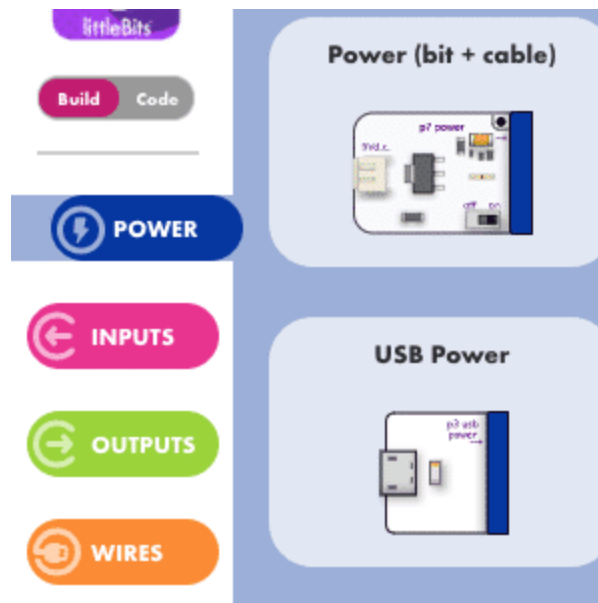 littleBits
Build Code
POWER
INPUTS
OUTPUTS
WIRES
Power (bit + cable)
p7 power
9Vd.c.
off on
USB Power
p3 usb
power